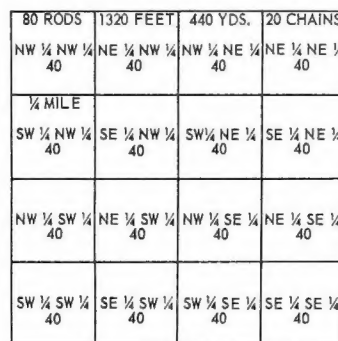 80 RODS 1320 FEET 440 YDS. 20 CHAINS
NW ¼ NW ¼ NE ¼ NW ¼ NW ¼ NE ¼ NE ¼ NE ¼
40 40 40 40
¼ MILE
SW ¼ NW ¼ SE ¼ NW ¼ SW¼ NE ¼ SE ¼ NE ¼
40 40 40 40
NW ¼ SW ¼ NE ¼ SW ¼ NW ¼ SE ¼ NE ¼ SE ¼
40 40 40 40
SW ¼ SW ¼ SE ¼ SW ¼ SW ¼ SE ¼ SE ¼ SE ¼
40 40 40 40